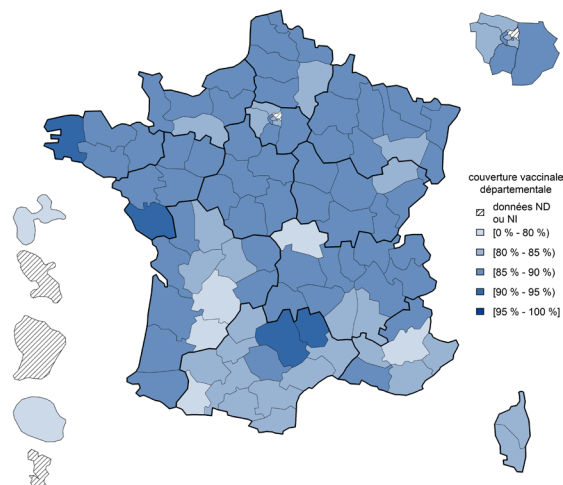 couverture vaccinale
départementale
données ND
ou NI
[0 % - 80 %)
[80 % - 85 %)
[85 % - 90 %)
[90 % - 95 %)
[95 % - 100 %]